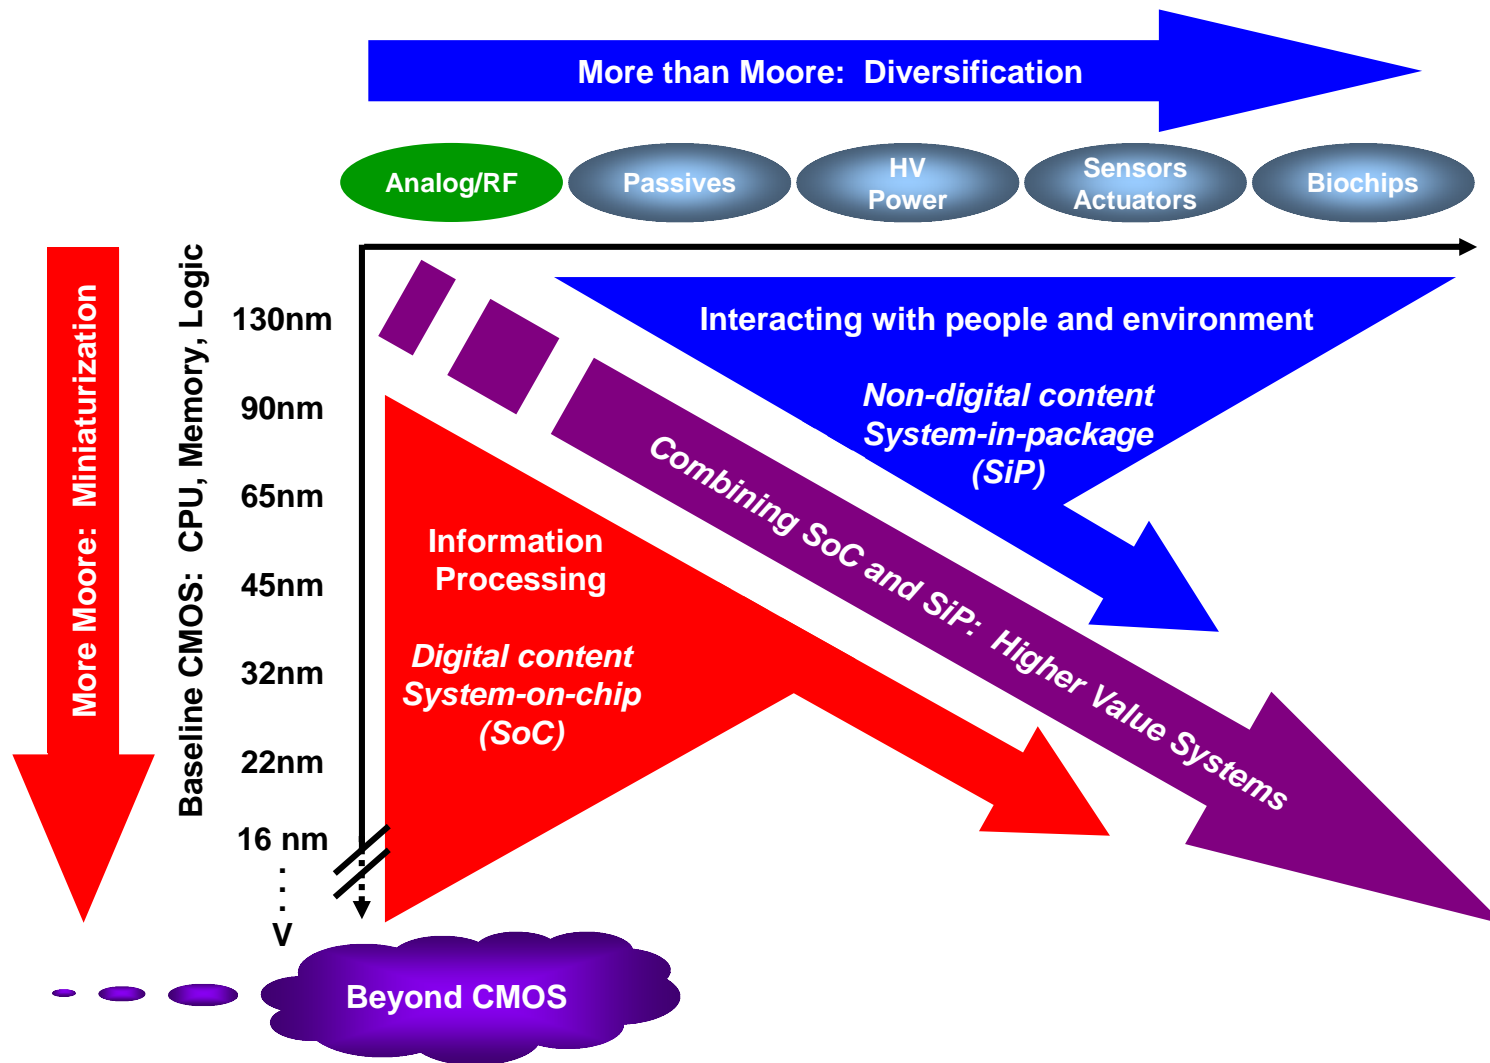 More than Moore: Diversification
Analog/RF
Passives
HV
Power
Sensors
Actuators
Biochips
More Moore: Miniaturization
Baseline CMOS: CPU, Memory, Logic
130nm
90nm
65nm
45nm
32nm
22nm
16 nm
.
.
.
V
Interacting with people and environment
Non-digital content
System-in-package
(SiP)
Combining SoC and SiP: Higher Value Systems
Information
Processing
Digital content
System-on-chip
(SoC)
Beyond CMOS